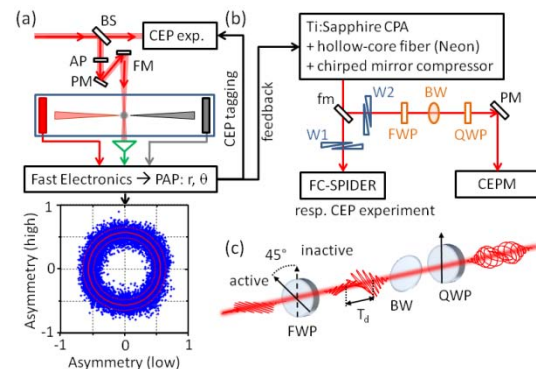 (a)
BS
CEP exp.
AP
FM
PM
CEP tagging
feedback
Fast Electronics → PAP: r, θ
Asymmetry (high)
1
0
-1
-1
0
1
Asymmetry (low)
(b)
Ti:Sapphire CPA
+ hollow-core fiber (Neon)
+ chirped mirror compressor
fm
W2
BW
PM
W1
FWP
QWP
FC-SPIDER
CEPM
resp. CEP experiment
(c)
45°
inactive
active
FWP
T_d
BW
QWP